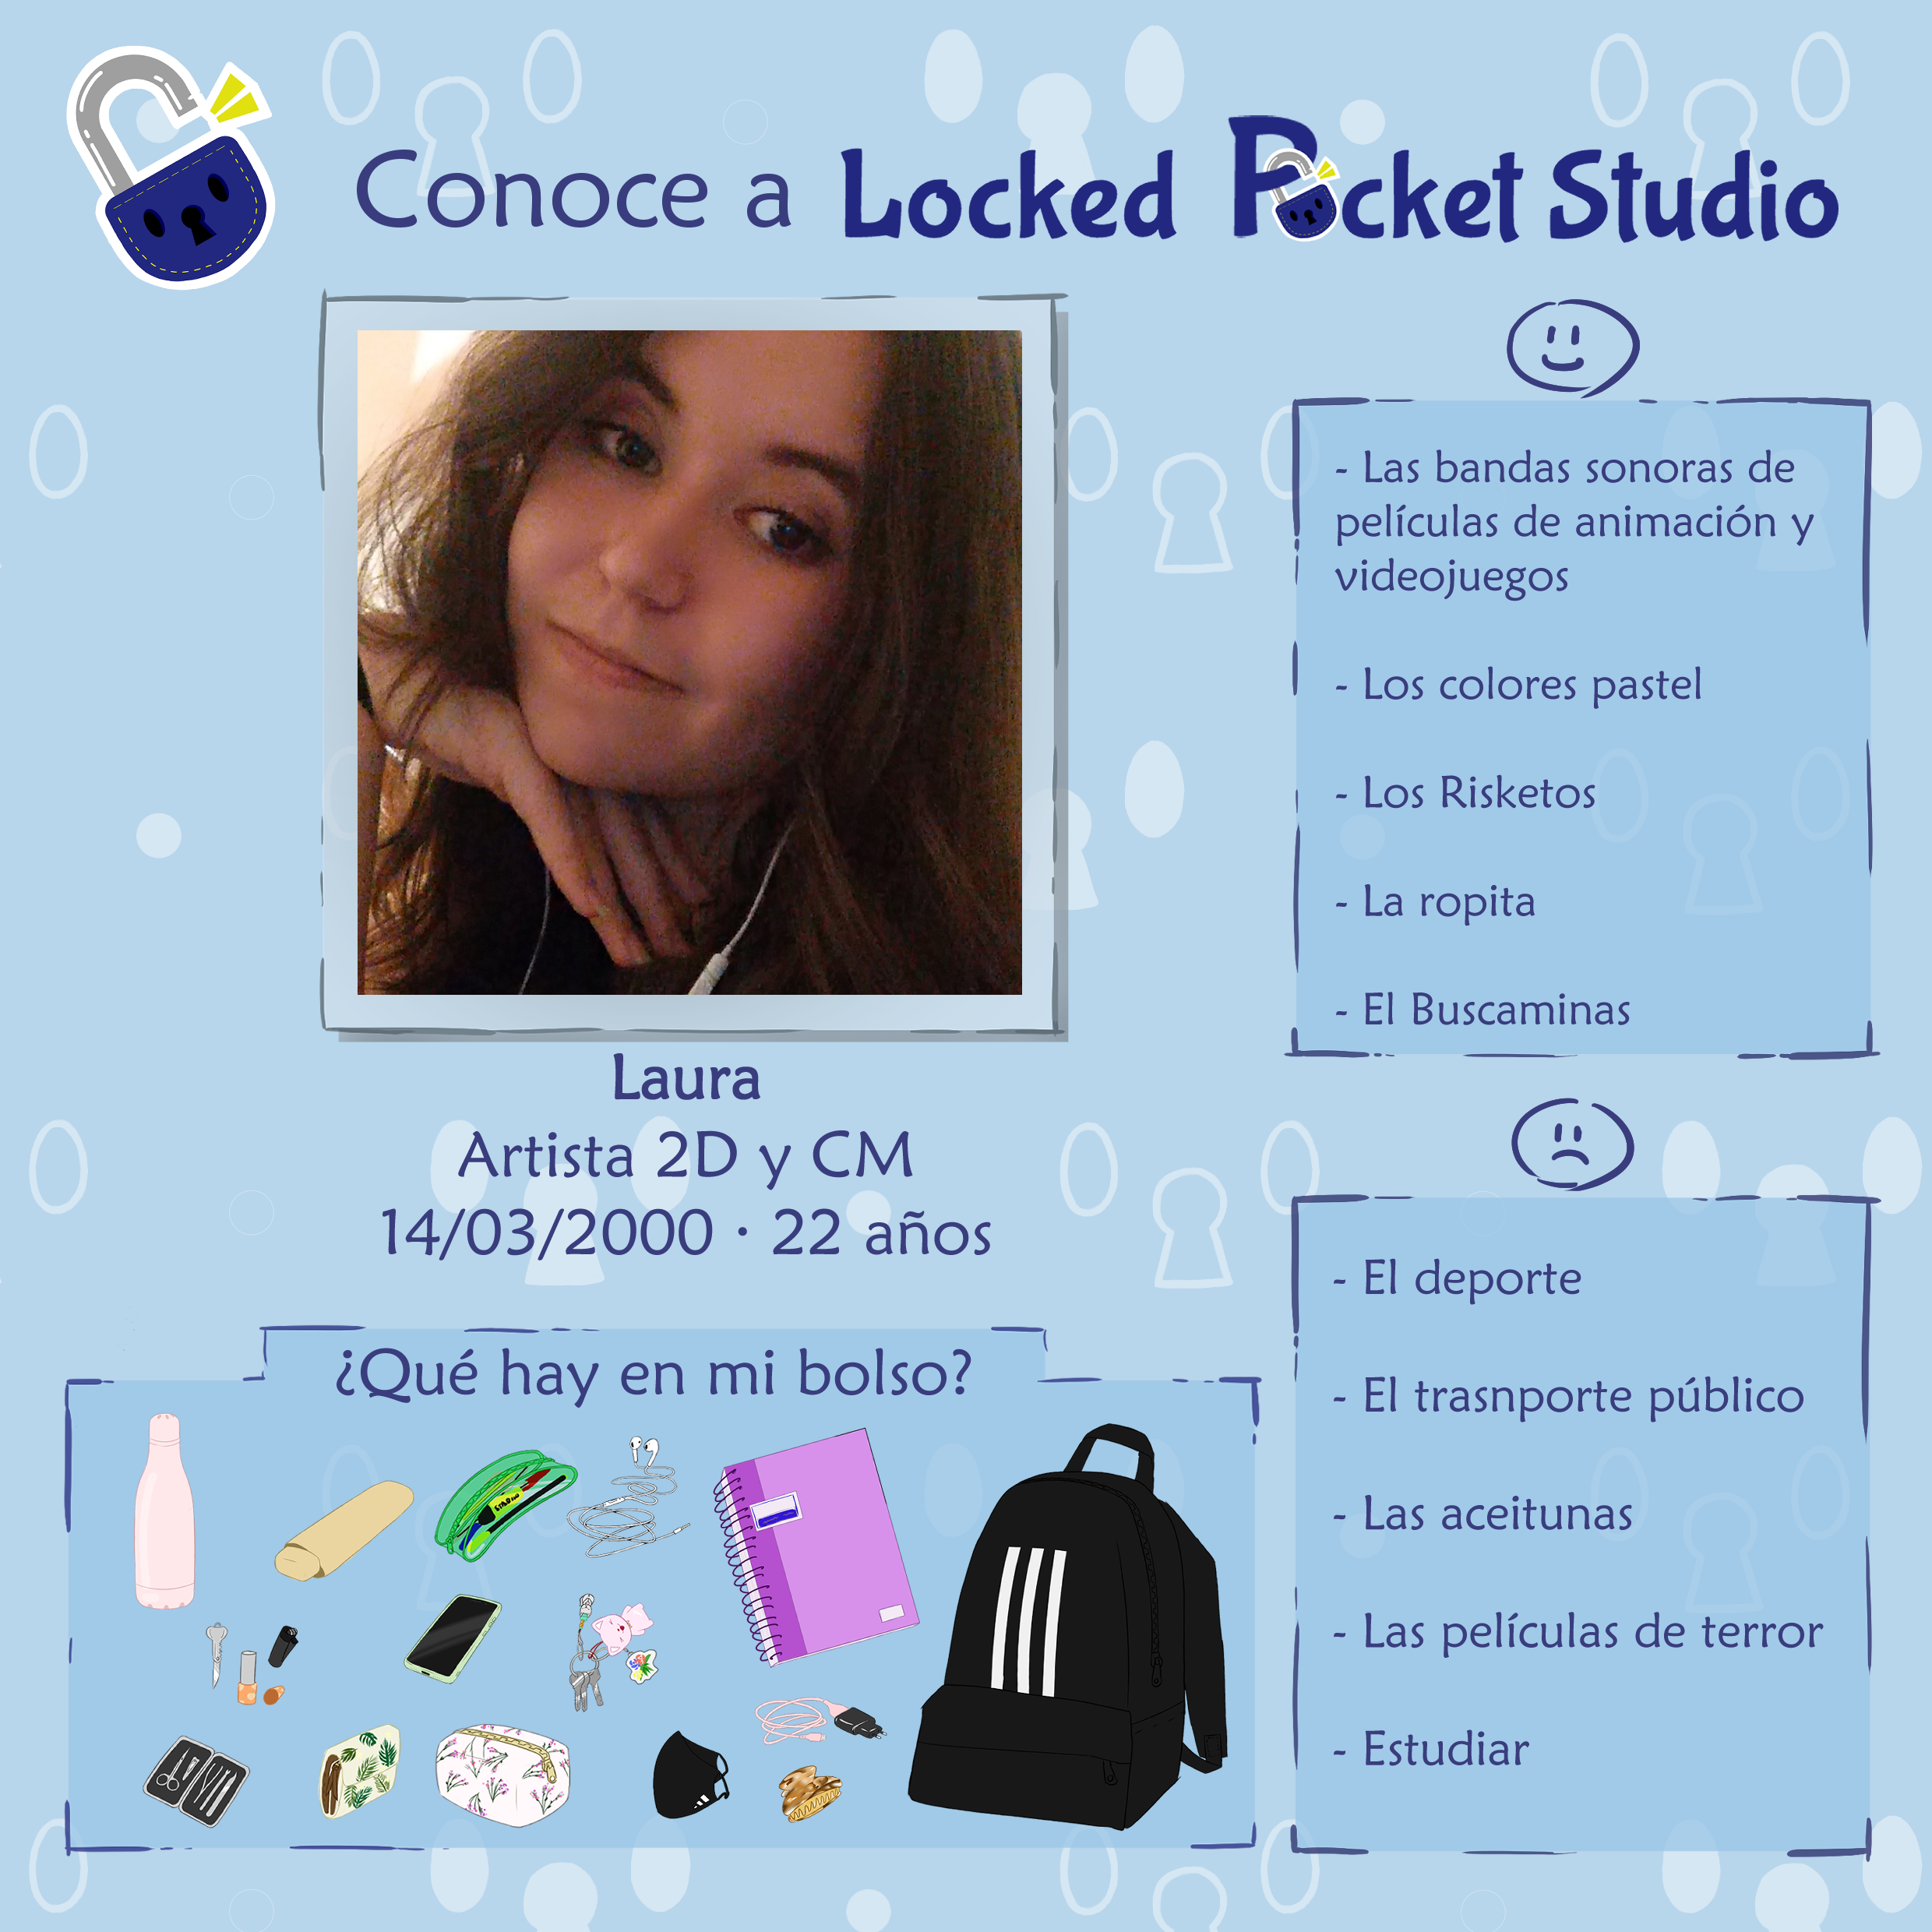 Conoce a Locked Pocket Studio
Laura
Artista 2D y CM
14/03/2000 · 22 años
- Las bandas sonoras de
películas de animación y
videojuegos
- Los colores pastel
- Los Risketos
- La ropita
- El Buscaminas
- El deporte
- El trasnporte público
- Las aceitunas
- Las películas de terror
- Estudiar
¿Qué hay en mi bolso?